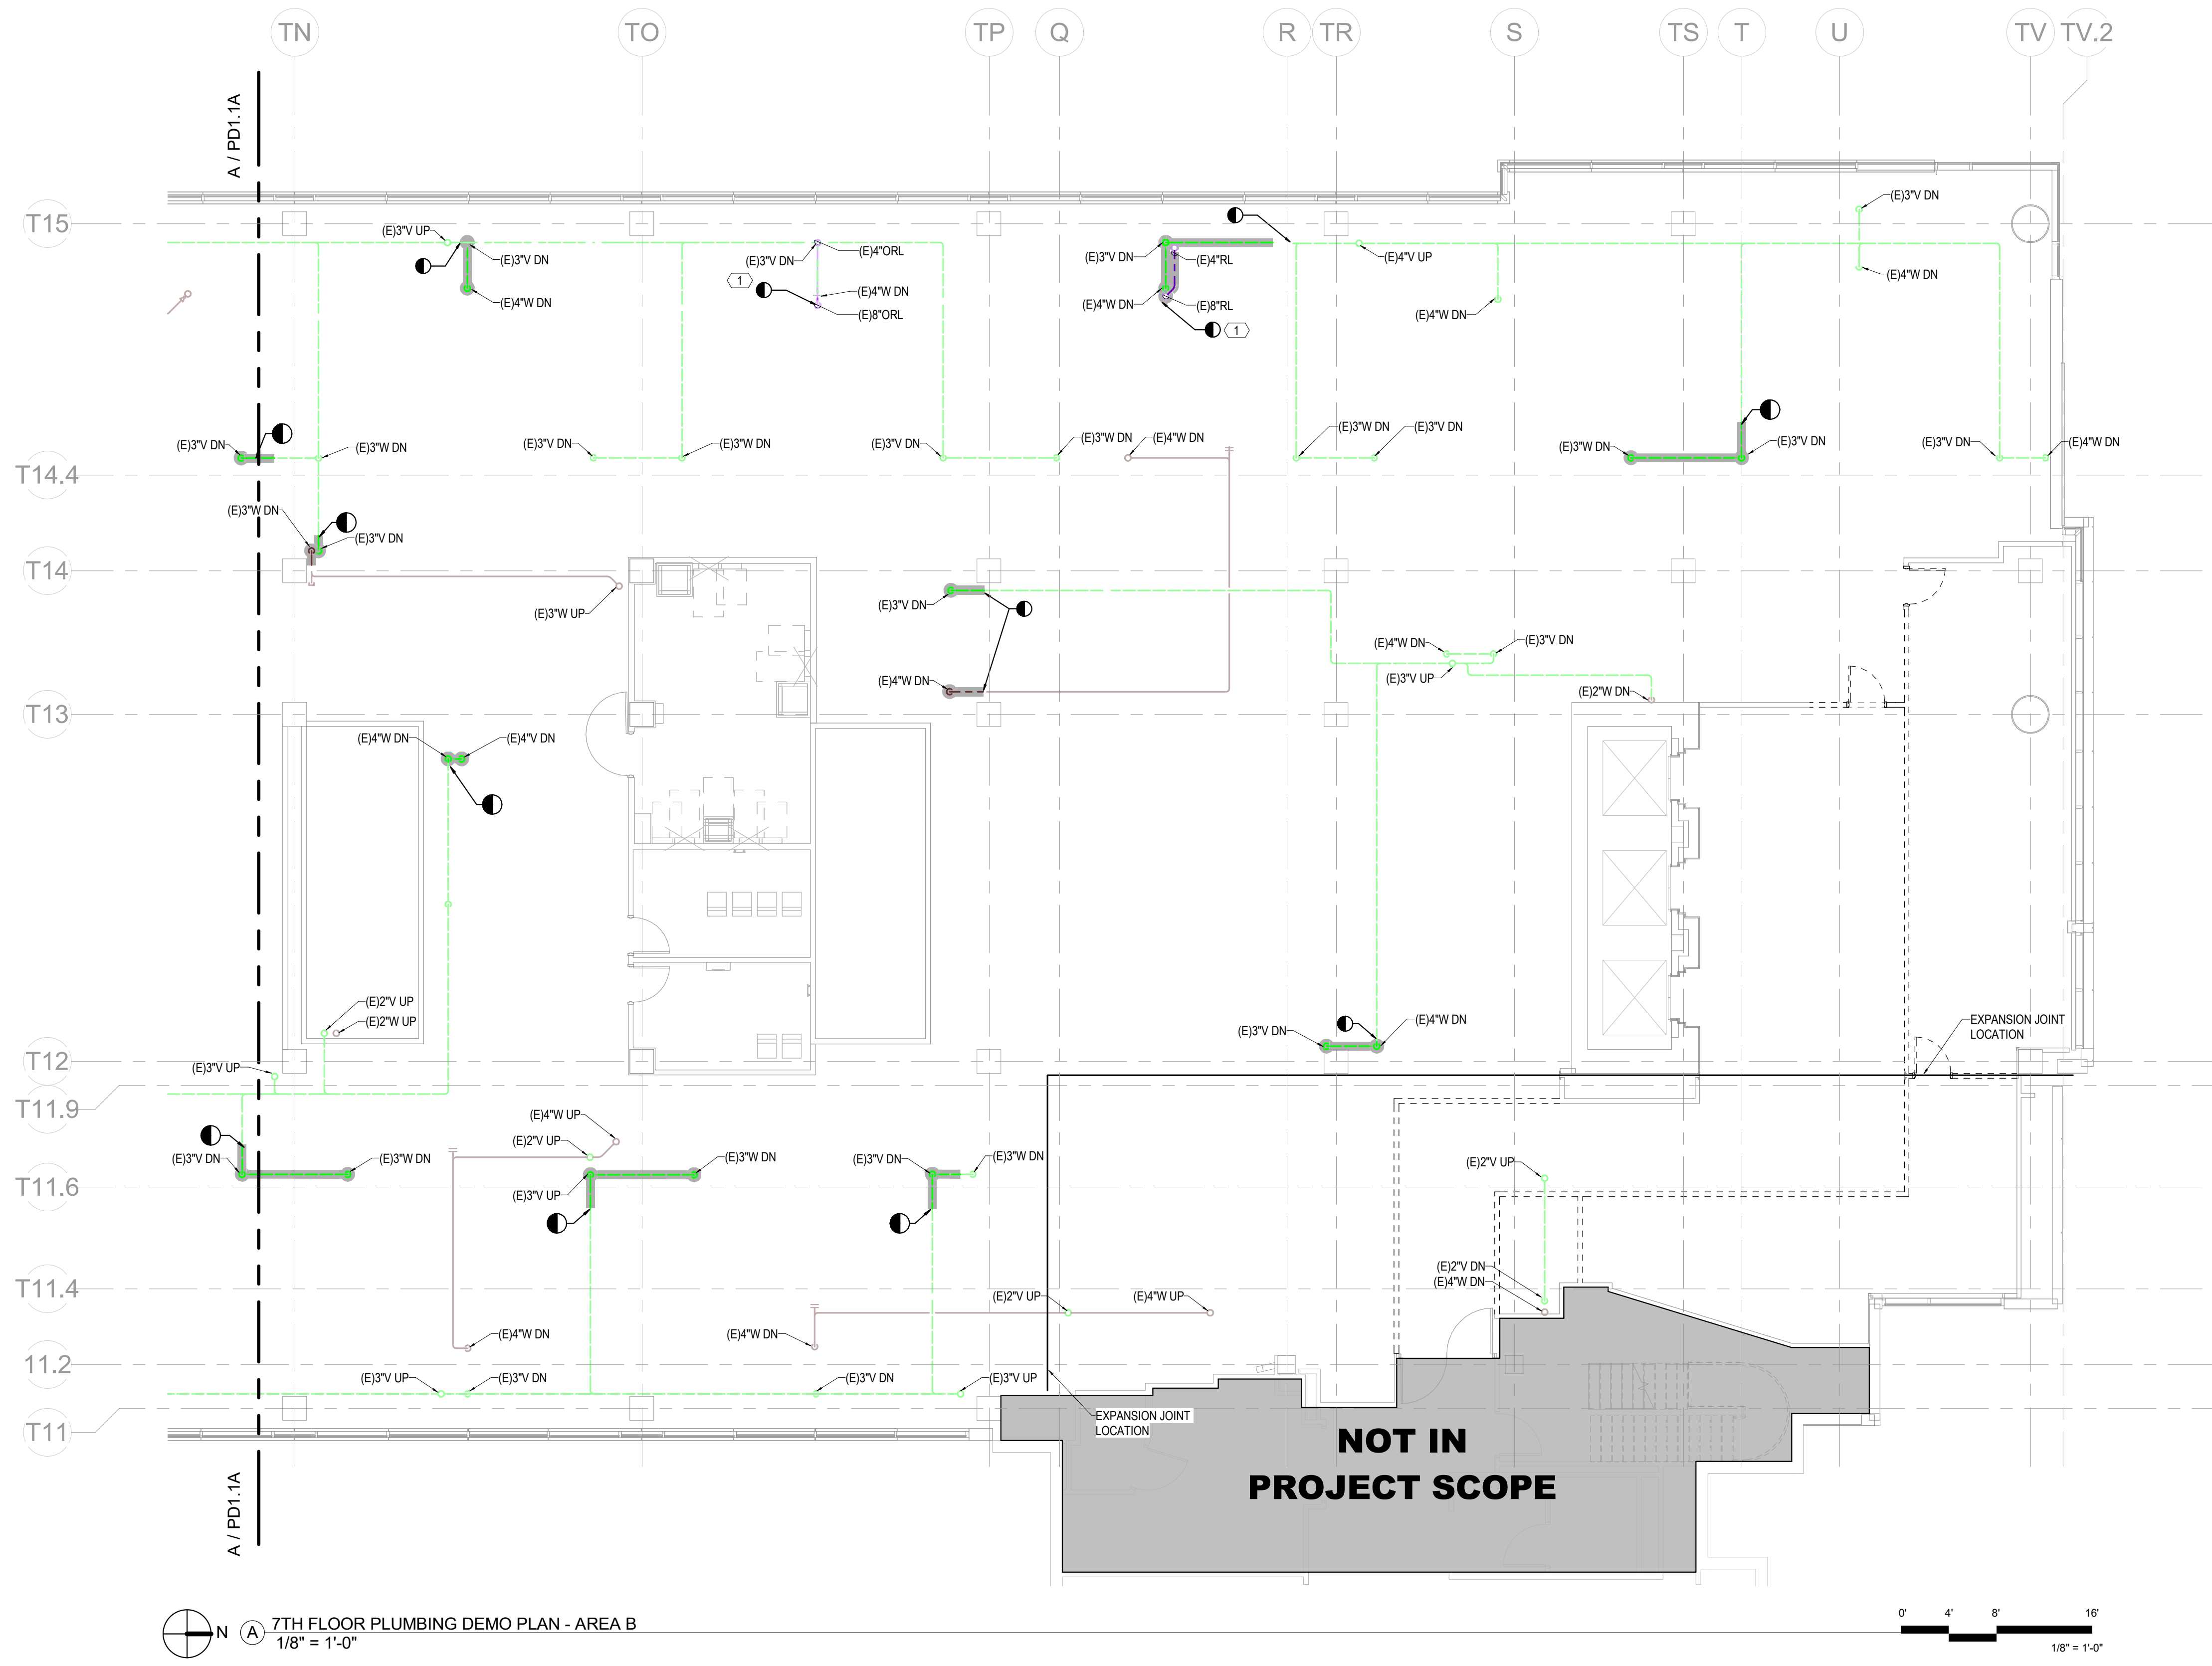 TN TO TP Q R TR S TS T U TV TV.2
A / PD1.1A
T15
(E)3"V DN
(E)3"V UP
(E)3"V DN
(E)4"W DN
(E)3"V DN
(E)4"ORL
1
(E)4"W DN
(E)8"ORL
(E)3"V DN
(E)4"RL
(E)4"W DN
(E)8"RL
1
(E)4"V UP
(E)4"W DN
(E)4"W DN
(E)3"V DN
(E)3"W DN
(E)3"V DN
(E)3"W DN
(E)3"V DN
(E)3"W DN
(E)4"W DN
(E)3"W DN
(E)3"V DN
(E)3"W DN
(E)3"V DN
(E)3"V DN
(E)4"W DN
T14.4
(E)3"W DN
(E)3"V DN
T14
(E)3"W UP
(E)3"V DN
(E)4"W DN
(E)3"V DN
(E)3"V UP
(E)4"W DN
(E)2"W DN
T13
(E)4"W DN
(E)4"V DN
(E)2"V UP
(E)2"W UP
(E)3"V DN
(E)4"W DN
EXPANSION JOINT
LOCATION
T12
(E)3"V UP
T11.9
(E)4"W UP
(E)2"V UP
(E)3"V DN
(E)3"W DN
(E)3"W DN
(E)3"V DN
(E)3"W DN
(E)2"V UP
T11.6
(E)3"V UP
(E)2"V DN
(E)4"W DN
T11.4
(E)2"V UP
(E)4"W UP
(E)4"W DN
(E)4"W DN
11.2
(E)3"V UP
(E)3"V DN
(E)3"V DN
(E)3"V UP
EXPANSION JOINT
LOCATION
T11
NOT IN
PROJECT SCOPE
A / PD1.1A
N
A
7TH FLOOR PLUMBING DEMO PLAN - AREA B
1/8" = 1'-0"
0' 4' 8' 16'
1/8" = 1'-0"